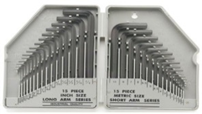 15 PIECE
INCH SIZE
LONG ARM SERIES
15 PIECE
METRIC SIZE
SHORT ARM SERIES